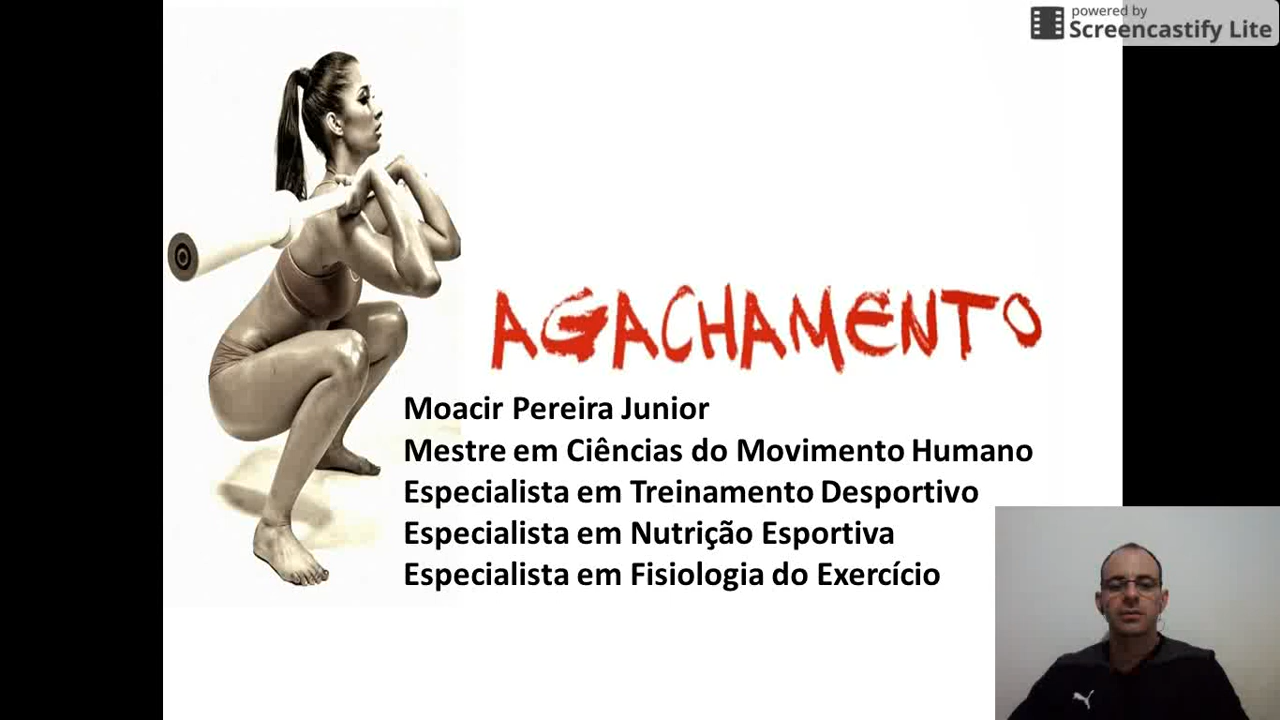 powered by
Screencastify Lite
AGACHAMENTO
Moacir Pereira Junior
Mestre em Ciências do Movimento Humano
Especialista em Treinamento Desportivo
Especialista em Nutrição Esportiva
Especialista em Fisiologia do Exercício